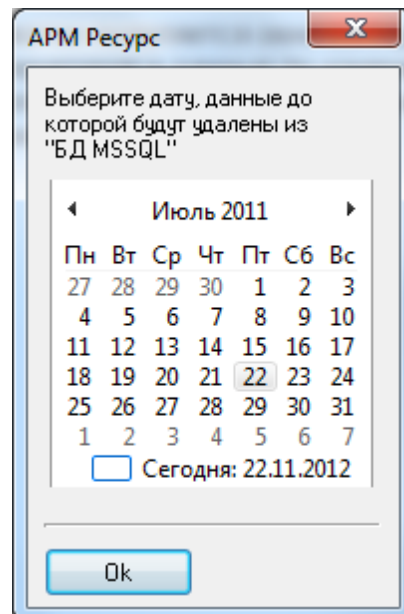 АРМ Ресурс
Выберите дату, данные до
которой будут удалены из
"БД MSSQL"
Июль 2011
Пн Вт Ср Чт Пт Сб Вс
27 28 29 30 1 2 3
4 5 6 7 8 9 10
11 12 13 14 15 16 17
18 19 20 21 22 23 24
25 26 27 28 29 30 31
1 2 3 4 5 6 7
Сегодня: 22.11.2012
Ok